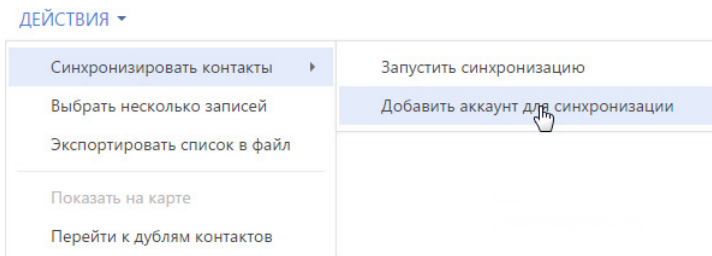 ДЕЙСТВИЯ
Синхронизировать контакты
Запустить синхронизацию
Выбрать несколько записей
Добавить аккаунт для синхронизации
Экспортировать список в файл
Показать на карте
Перейти к дублям контактов